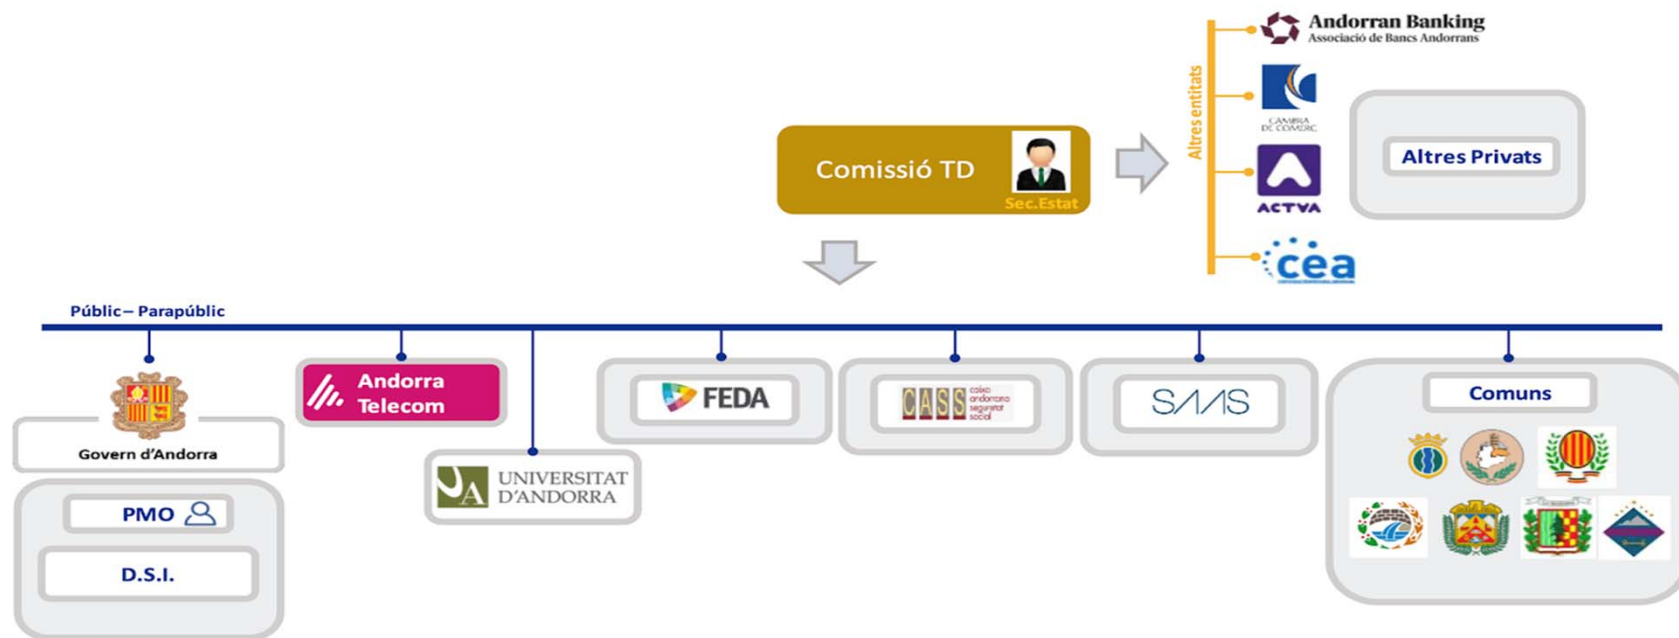 Andorran Banking
Associació de Bancs Andorrans
Altres entitats
CAMBRA
DE COMERÇ
Altres Privats
Comissió TD
Sec.Estat
ACTVA
cea
Públic – Parapúblic
Govern d'Andorra
Andorra
Telecom
UNIVERSITAT
D'ANDORRA
FEDA
CASS
caixa
andorrana
seguretat
social
SAAS
Comuns
PMO
D.S.I.